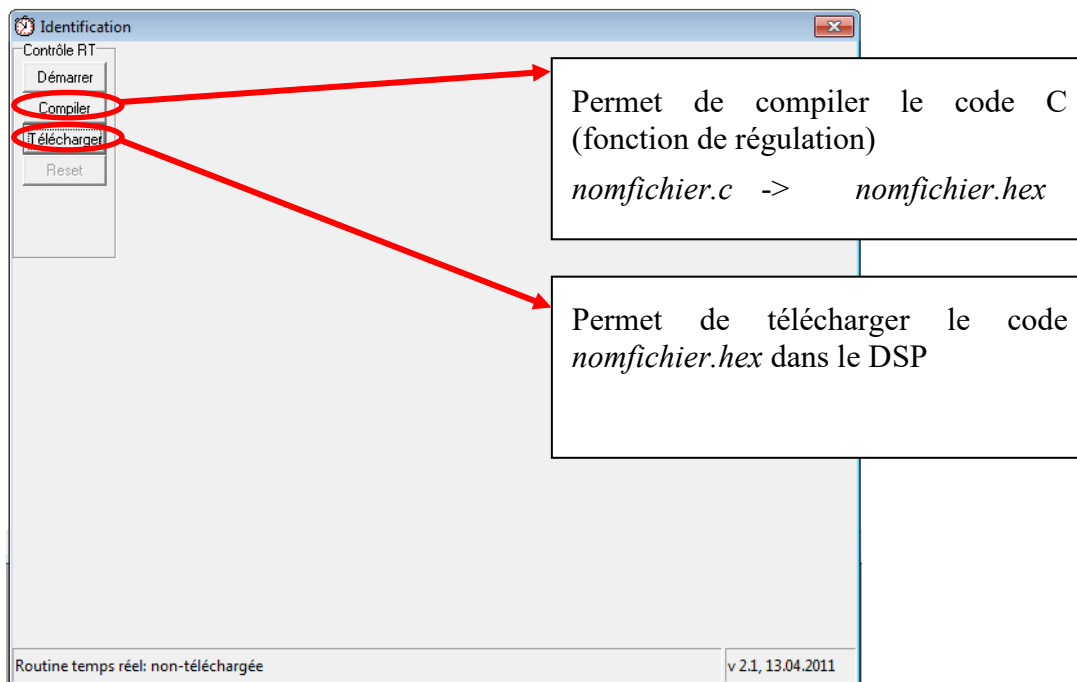 Identification
Contrôle RT
Démarrer
Compiler
Télécharger
Reset
Permet de compiler le code C
(fonction de régulation)
nomfichier.c -> nomfichier.hex
Permet de télécharger le code
nomfichier.hex dans le DSP
Routine temps réel: non-téléchargée
v 2.1, 13.04.2011